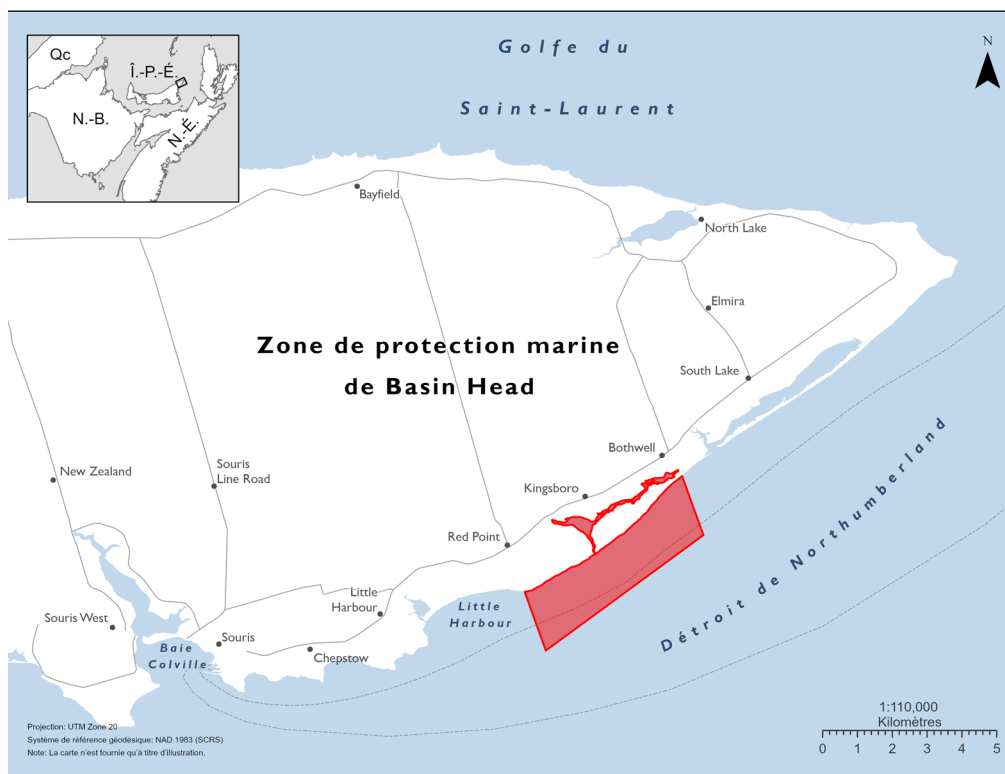 Golfe du
Saint-Laurent
N
Qc
Î.-P.-É.
N.-B.
N.-É.
Bayfield
North Lake
Elmira
Zone de protection marine
de Basin Head
South Lake
Bothwell
New Zealand
Souris
Line Road
Kingsboro
Red Point
Détroit de Northumberland
Little
Harbour
Little
Harbour
Souris West
Souris
Baie
Colville
Chepstow
Projection: UTM Zone 20
Système de référence géodésique: NAD 1983 (SCRS)
Note: La carte n'est fournie qu'à titre d'illustration.
1:110,000
Kilomètres
0 1 2 3 4 5